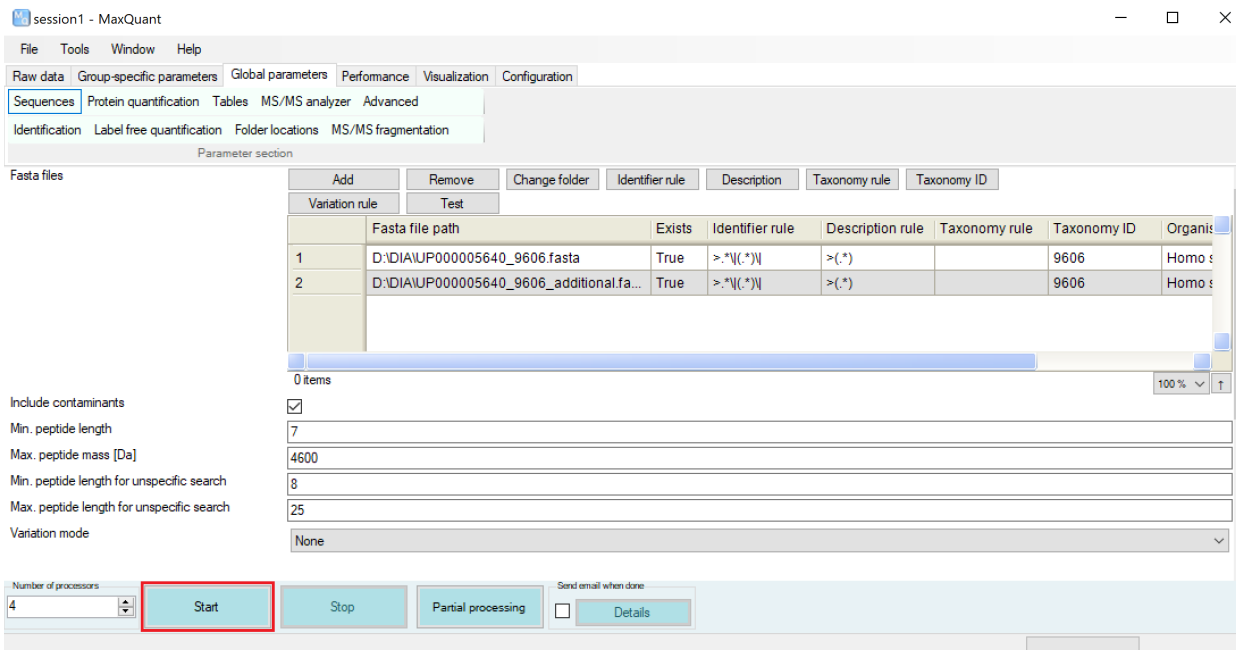 session1 - MaxQuant
File Tools Window Help
Raw data Group-specific parameters Global parameters Performance Visualization Configuration
Sequences Protein quantification Tables MS/MS analyzer Advanced
Identification Label free quantification Folder locations MS/MS fragmentation
Parameter section
Fasta files
Add Remove Change folder Identifier rule Description Taxonomy rule Taxonomy ID
Variation rule Test
Fasta file path Exists Identifier rule Description rule Taxonomy rule Taxonomy ID Organis
1 D:\DIA\UP000005640_9606.fasta True >.*\|(.*)\| >(.*) 9606 Homo s
2 D:\DIA\UP000005640_9606_additional.fa... True >.*\|(.*)\| >(.*) 9606 Homo s
0 items
100 % ↑
Include contaminants
Min. peptide length 7
Max. peptide mass [Da] 4600
Min. peptide length for unspecific search 8
Max. peptide length for unspecific search 25
Variation mode None
Number of processors Send email when done
4 Start Stop Partial processing Details